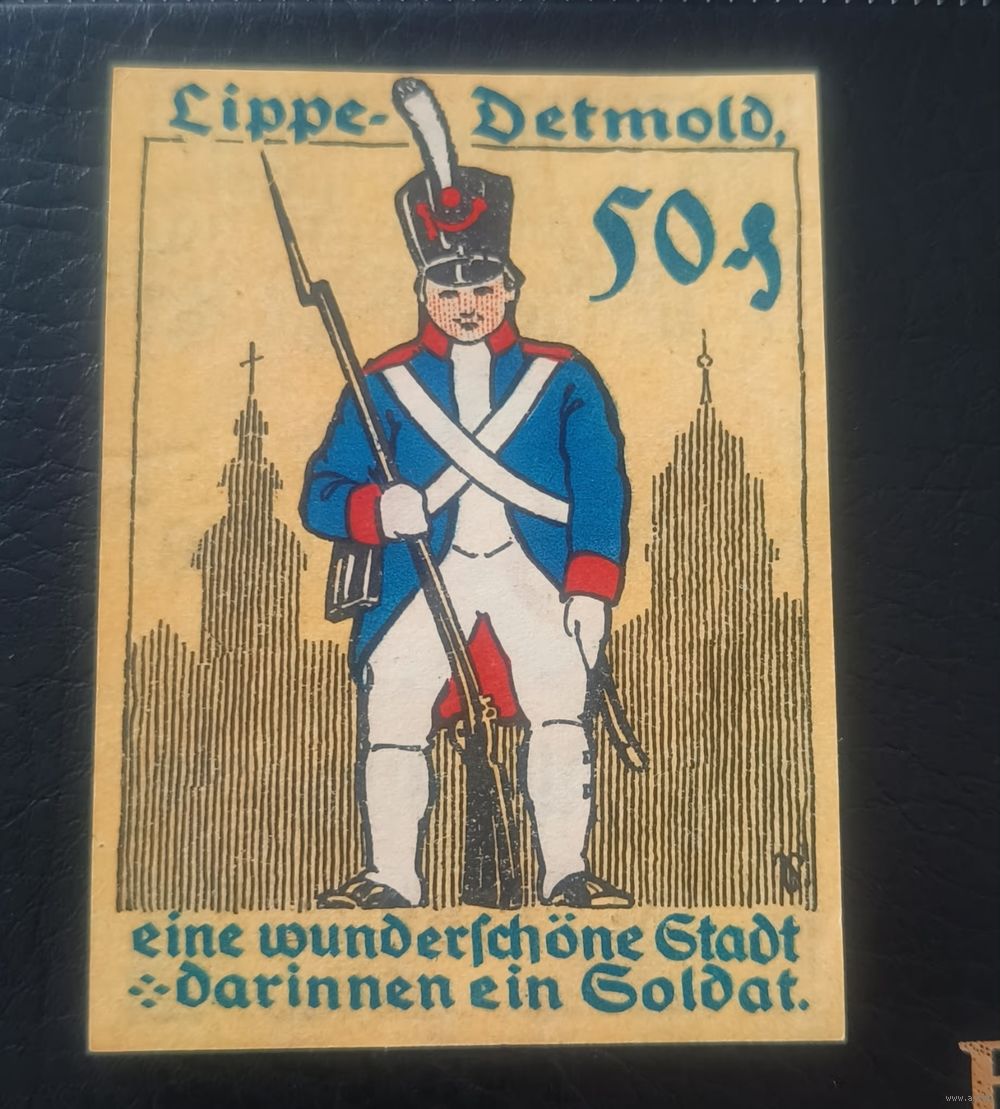 Lippe-Detmold,
50 ₰
eine wunderſchöne Stadt
darinnen ein Soldat.